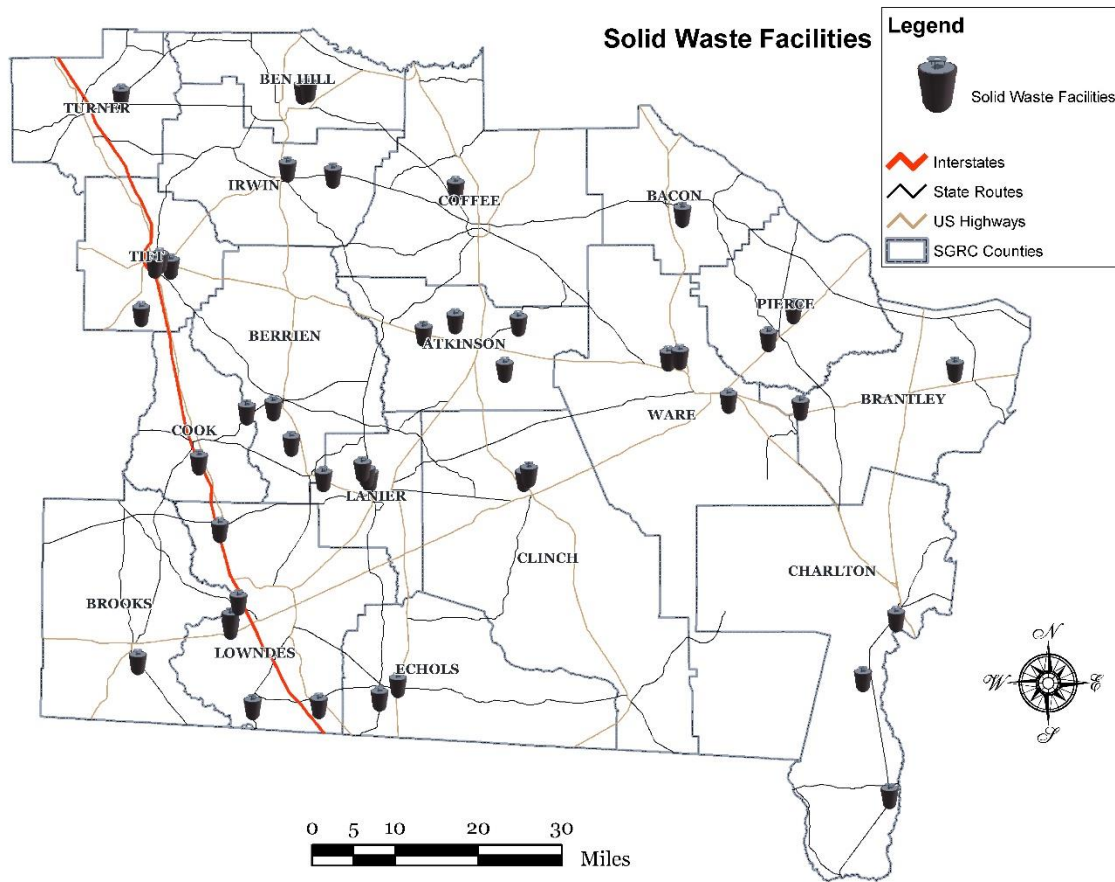 Solid Waste Facilities
Legend
Solid Waste Facilities
Interstates
State Routes
US Highways
SGRC Counties
BEN HILL
TURNER
IRWIN
COFFEE
BACON
TIFT
PIERCE
BERRIEN
ATKINSON
BRANTLEY
WARE
COOK
LANIER
CLINCH
CHARLTON
BROOKS
LOWNDES
ECHOLS
N
W
E
S
0 5 10 20 30
Miles